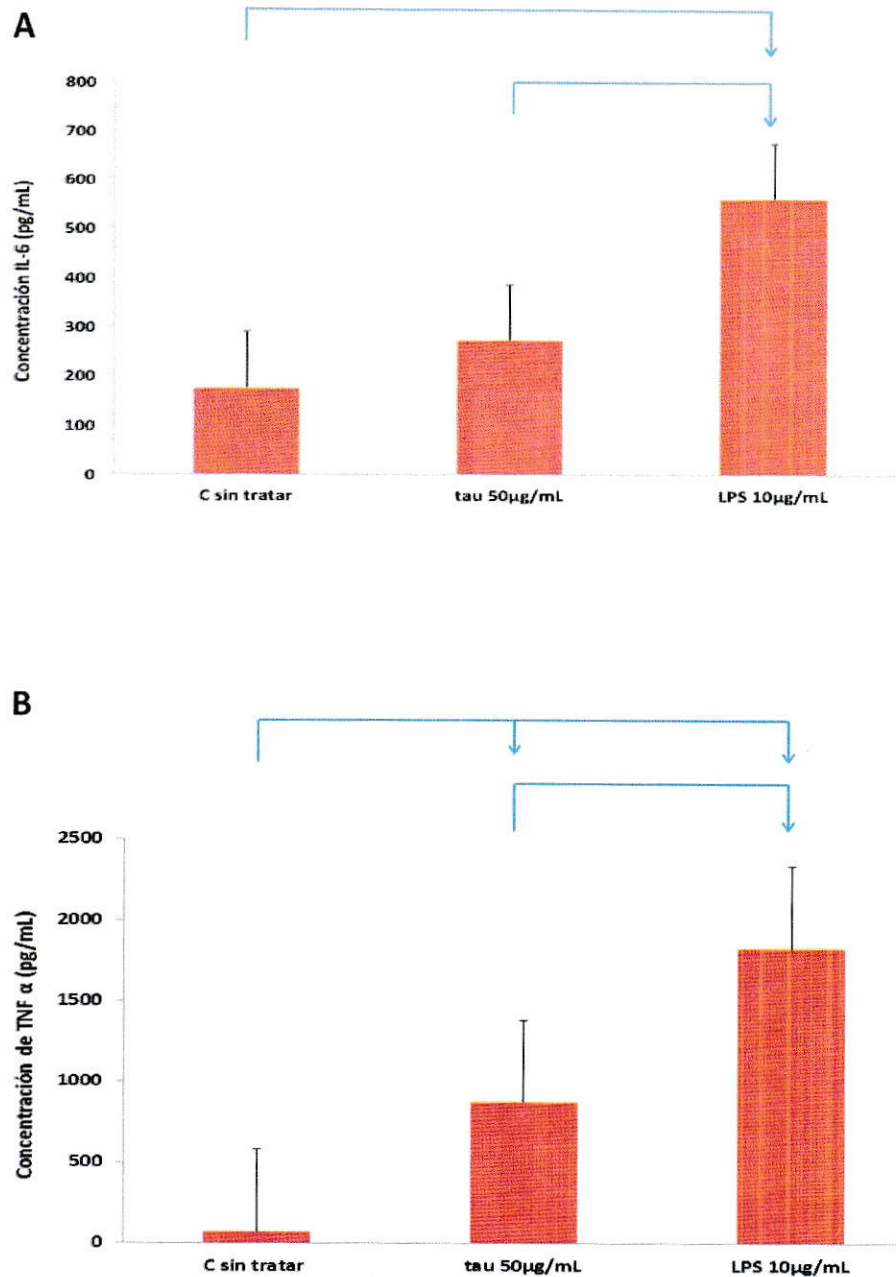 A
Concentración IL-6 (pg/mL)
800
700
600
500
400
300
200
100
0
C sin tratar
tau 50µg/mL
LPS 10µg/mL
B
Concentración de TNF α (pg/mL)
2500
2000
1500
1000
500
0
C sin tratar
tau 50µg/mL
LPS 10µg/mL